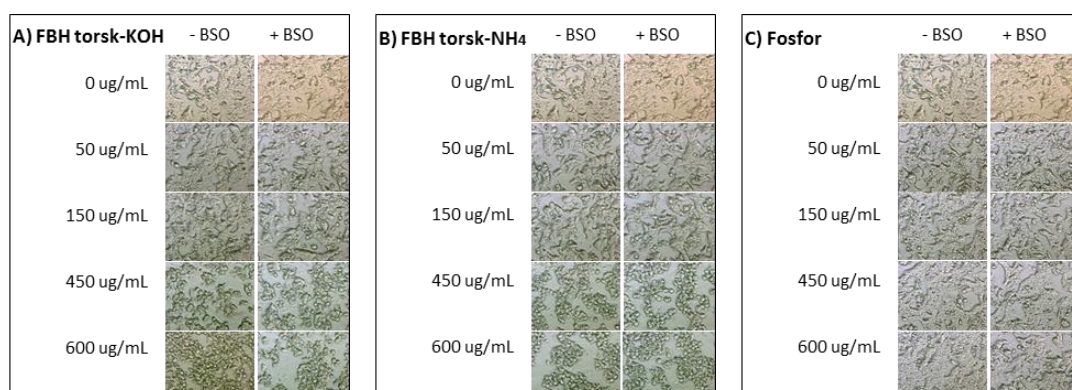 A) FBH torsk-KOH - BSO + BSO
0 ug/mL
50 ug/mL
150 ug/mL
450 ug/mL
600 ug/mL
B) FBH torsk-NH4 - BSO + BSO
0 ug/mL
50 ug/mL
150 ug/mL
450 ug/mL
600 ug/mL
C) Fosfor - BSO + BSO
0 ug/mL
50 ug/mL
150 ug/mL
450 ug/mL
600 ug/mL